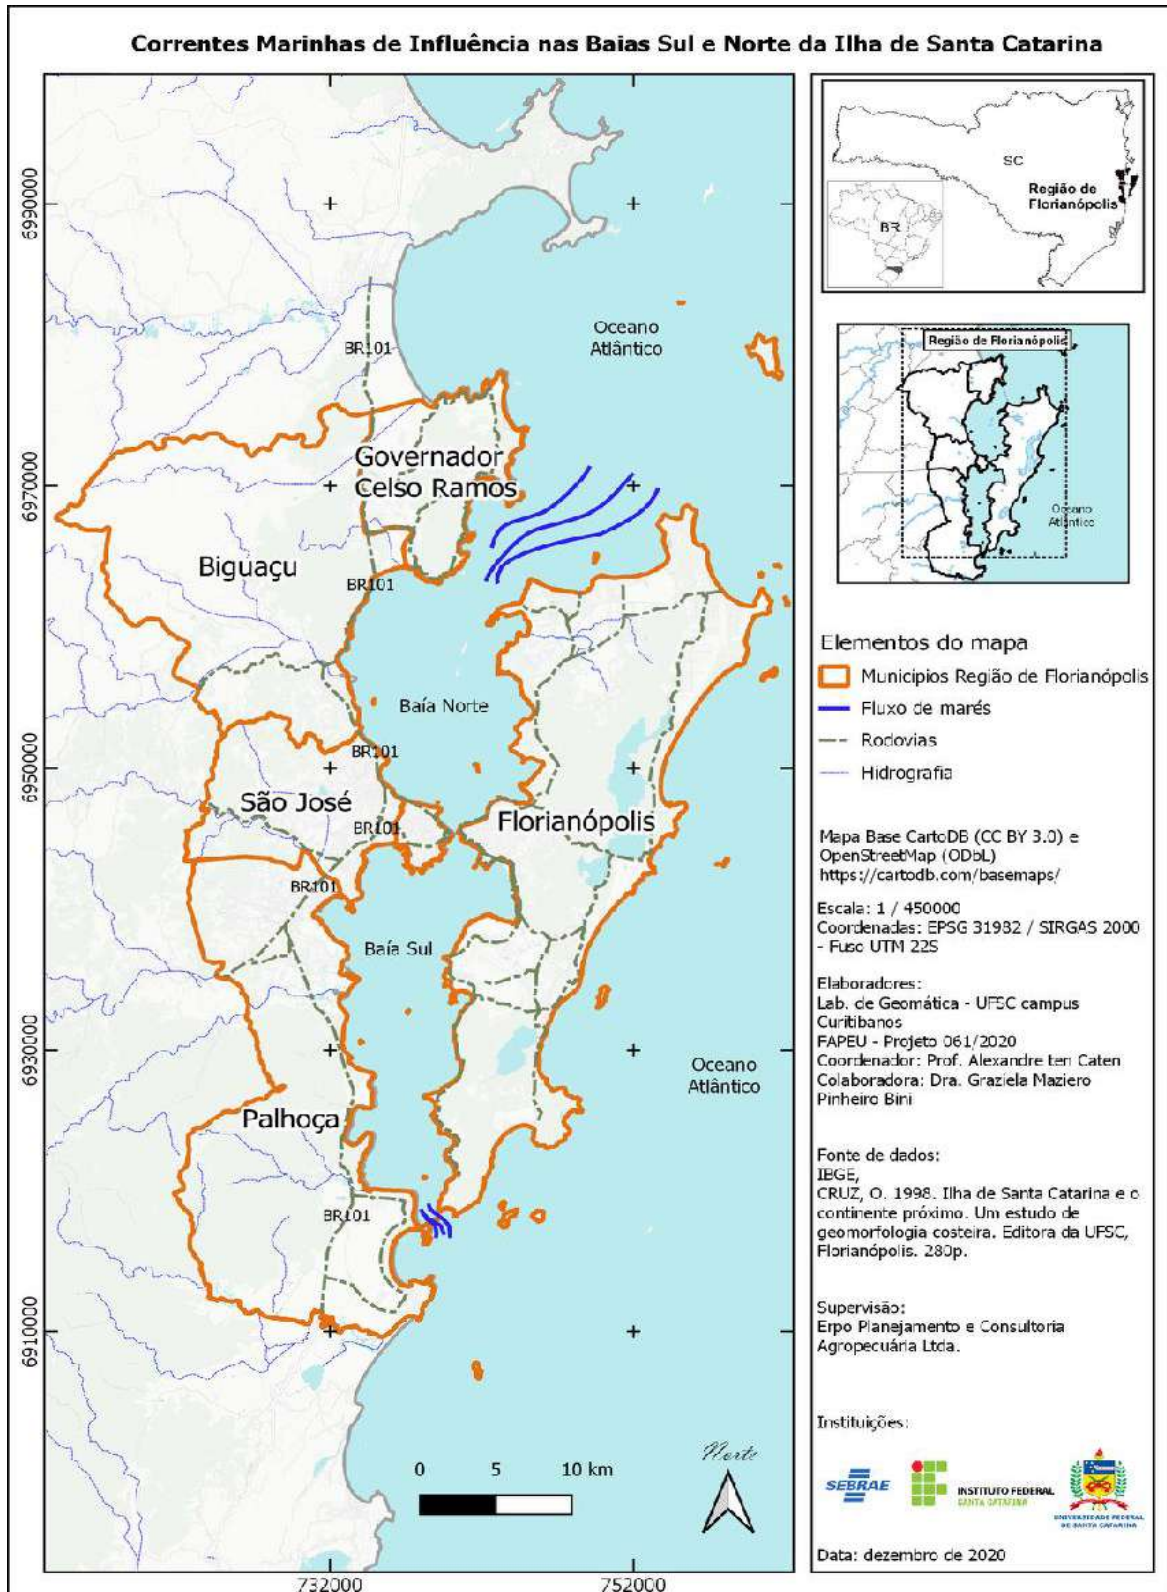 Correntes Marinhas de Influência nas Baias Sul e Norte da Ilha de Santa Catarina
6990000
6970000
6950000
6930000
6910000
732000
752000
Oceano
Atlântico
BR101
Governador
Celso Ramos
Biguaçu
BR101
Baía Norte
BR101
São José
BR101
Florianópolis
BR101
Baía Sul
Oceano
Atlântico
Palhoça
BR101
0 5 10 km
Norte
SC
Região de
Florianópolis
BR
Região de Florianópolis
Oceano
Atlântico
Elementos do mapa
Municipios Região de Florianópolis
Fluxo de marés
Rodovias
Hidrografia
Mapa Base CartoDB (CC BY 3.0) e
OpenStreetMap (ODbL)
https://cartodb.com/basemaps/
Escala: 1 / 450000
Coordenadas: EPSG 31982 / SIRGAS 2000
- Fuso UTM 22S
Elaboradores:
Lab. de Geomática - UFSC campus
Curitibanos
FAPEU - Projeto 061/2020
Coordenador: Prof. Alexandre ten Caten
Colaboradora: Dra. Graziela Maziero
Pinheiro Bini
Fonte de dados:
IBGE,
CRUZ, O. 1998. Ilha de Santa Catarina e o
continente próximo. Um estudo de
geomorfologia costeira. Editora da UFSC,
Florianópolis. 280p.
Supervisão:
Erpo Planejamento e Consultoria
Agropecuária Ltda.
Instituições:
SEBRAE
INSTITUTO FEDERAL
SANTA CATARINA
UNIVERSIDADE FEDERAL
DE SANTA CATARINA
Data: dezembro de 2020